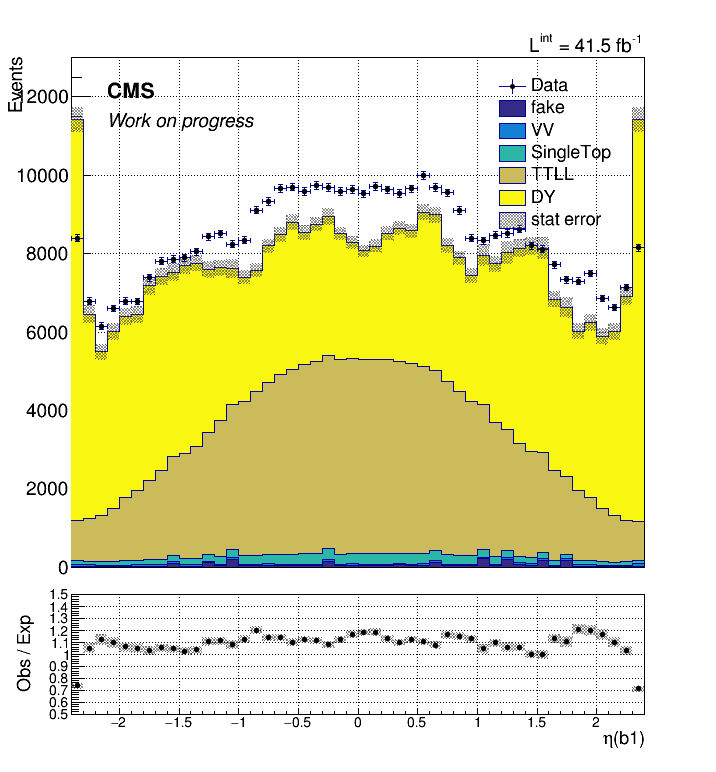 L^int = 41.5 fb^-1
Events
CMS
Work on progress
Data
fake
VV
SingleTop
TTLL
DY
stat error
12000
10000
8000
6000
4000
2000
0
Obs / Exp
1.5
1.4
1.3
1.2
1.1
1
0.9
0.8
0.7
0.6
0.5
−2 −1.5 −1 −0.5 0 0.5 1 1.5 2
η(b1)